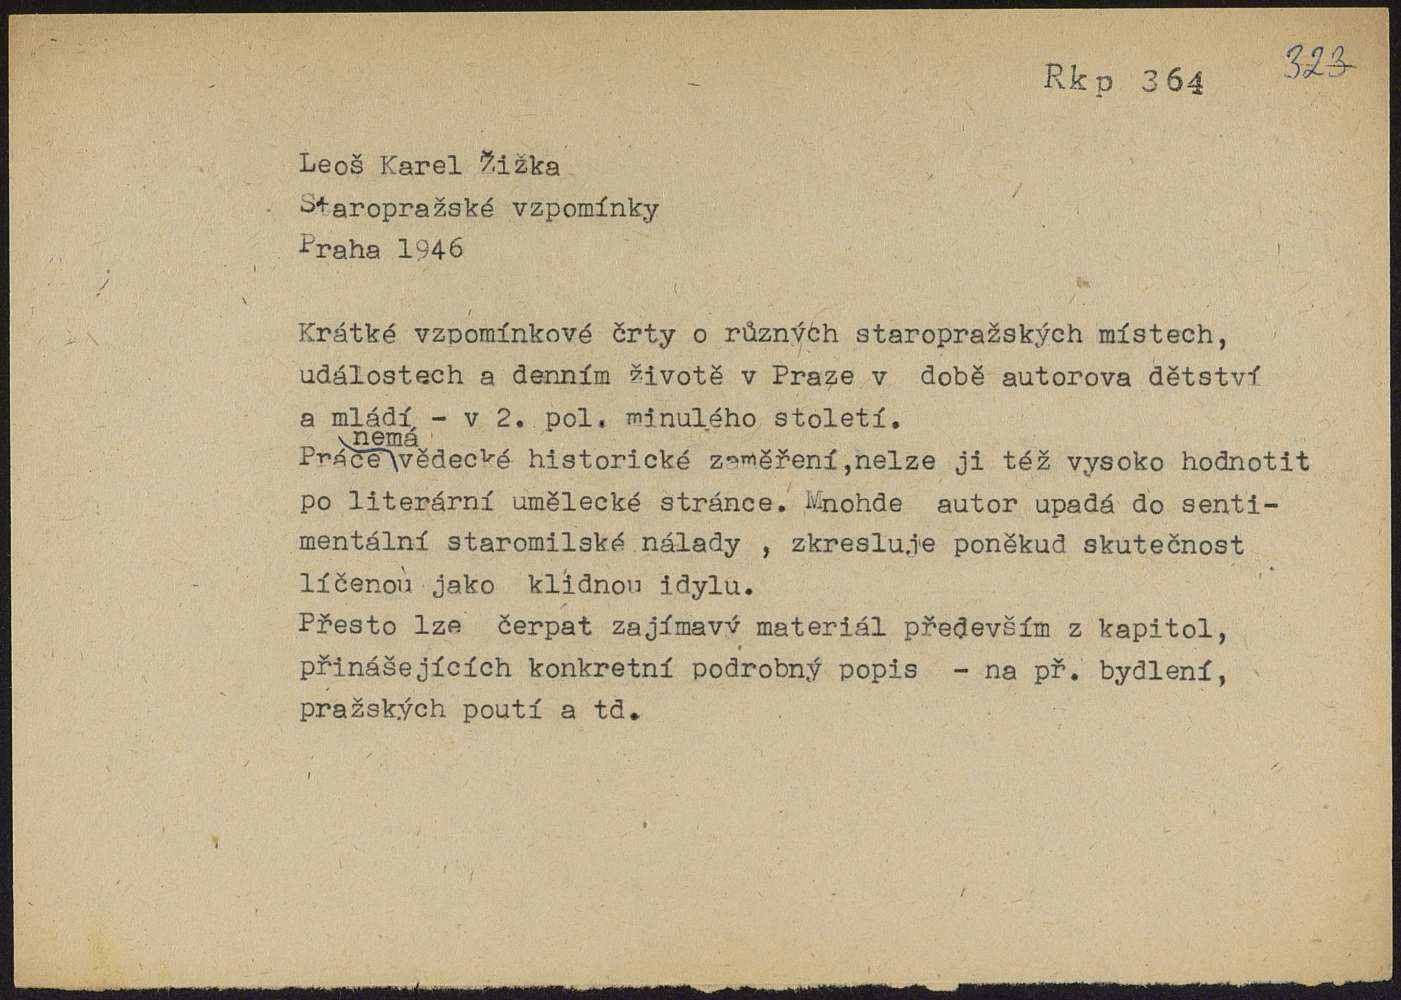 Rkp 364
323
Leoš Karel Žižka
Staropražské vzpomínky
Praha 1946
Krátké vzpomínkové črty o různých staropražských místech,
událostech a denním životě v Praze v době autorova dětství
a mládí - v 2. pol. minulého století.
nemá
Práce vědecké historické zaměření,nelze ji též vysoko hodnotit
po literární umělecké stránce. Mnohde autor upadá do senti-
mentální staromilské nálady , zkresluje poněkud skutečnost
líčenou jako klidnou idylu.
Přesto lze čerpat zajímavý materiál především z kapitol,
přinášejících konkretní podrobný popis - na př. bydlení,
pražských poutí a td.